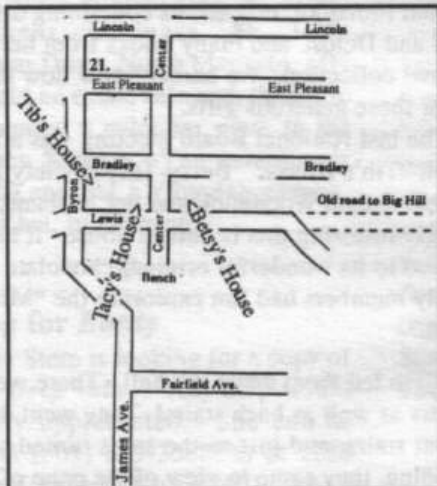 Lincoln Lincoln
Center
21.
East Pleasant East Pleasant
Tib's House
Bradley Bradley
Byron
Old road to Big Hill
Lewis
Center
Tacy's House
Betsy's House
Bench
Fairfield Ave.
James Ave.